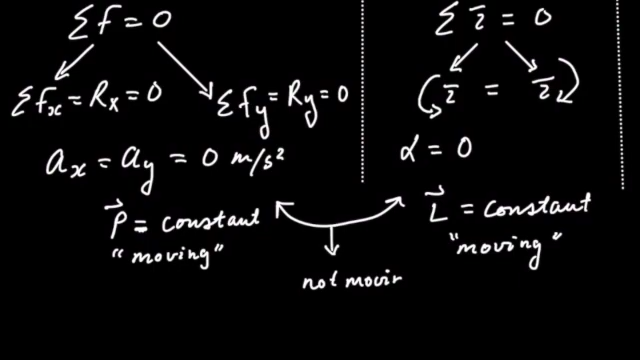 Σf = 0
Σfx = Rx = 0
Σfy = Ry = 0
ax = ay = 0 m/s²
P⃗ = constant
"moving"
Στ̄ = 0
τ̄ = τ̄
α = 0
L⃗ = constant
"moving"
not movin